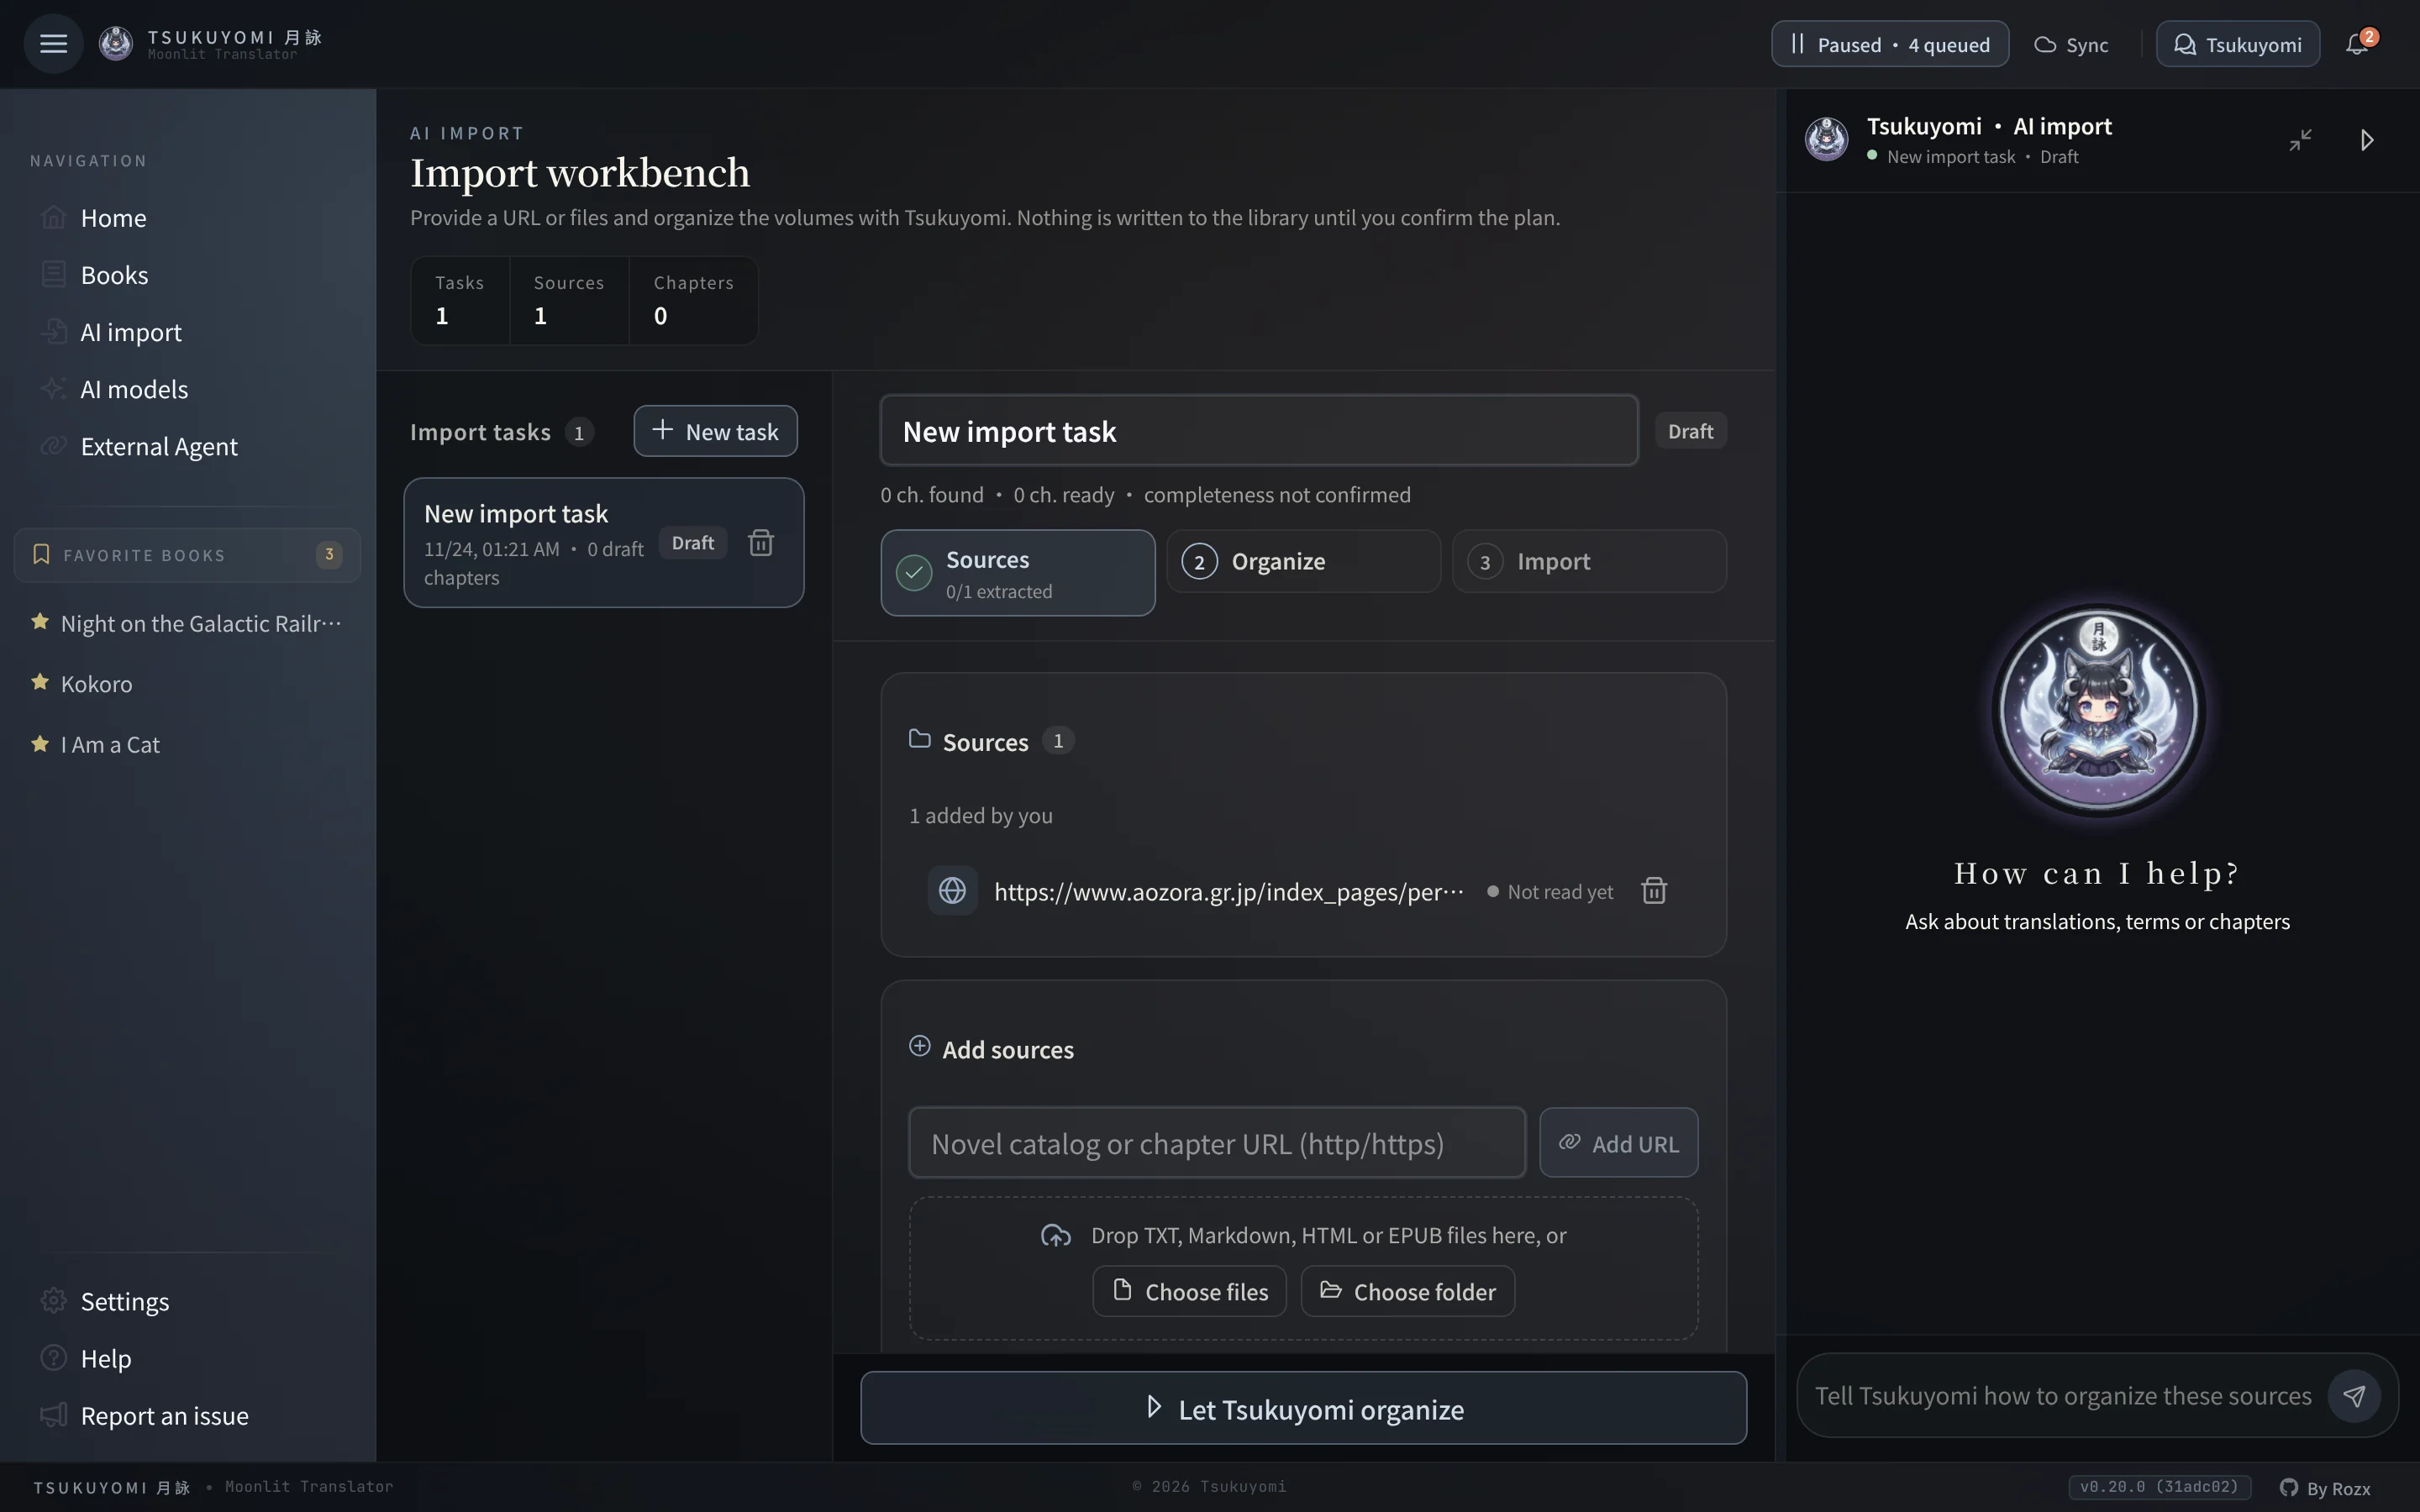 TSUKUYOMI 月詠
Moonlit Translator
Paused • 4 queued
Sync
Tsukuyomi
2
NAVIGATION
Home
Books
AI import
AI models
External Agent
FAVORITE BOOKS
3
Night on the Galactic Railr…
Kokoro
I Am a Cat
Settings
Help
Report an issue
AI IMPORT
Import workbench
Provide a URL or files and organize the volumes with Tsukuyomi. Nothing is written to the library until you confirm the plan.
Tasks
1
Sources
1
Chapters
0
Import tasks 1
New task
New import task
11/24, 01:21 AM • 0 draft
chapters
Draft
New import task
Draft
0 ch. found • 0 ch. ready • completeness not confirmed
Sources
0/1 extracted
2 Organize
3 Import
Sources 1
1 added by you
https://www.aozora.gr.jp/index_pages/per… Not read yet
Add sources
Novel catalog or chapter URL (http/https)
Add URL
Drop TXT, Markdown, HTML or EPUB files here, or
Choose files
Choose folder
Let Tsukuyomi organize
Tsukuyomi • AI import
New import task • Draft
月詠
How can I help?
Ask about translations, terms or chapters
Tell Tsukuyomi how to organize these sources
TSUKUYOMI 月詠 • Moonlit Translator
© 2026 Tsukuyomi
v0.20.0 (31adc02)
By Rozx